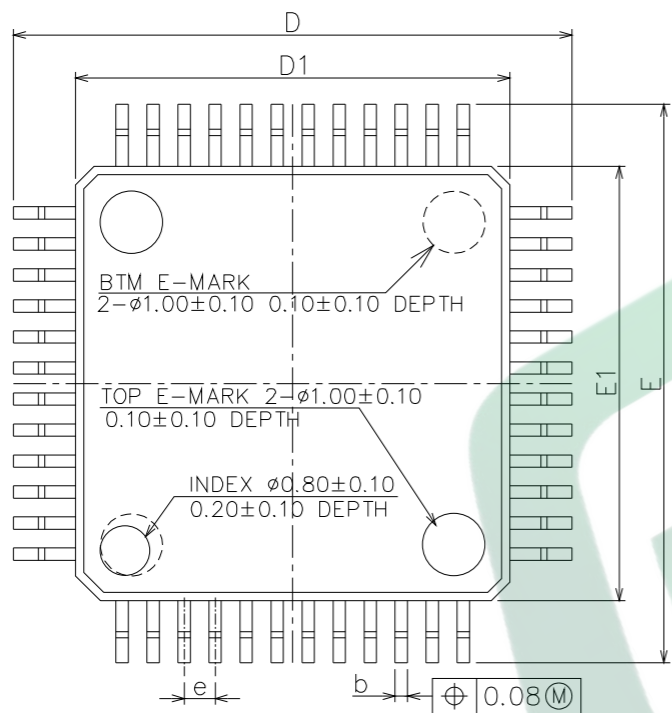 D
D1
BTM E-MARK
2-ø1.00±0.10 0.10±0.10 DEPTH
E1
E
TOP E-MARK 2-ø1.00±0.10
0.10±0.10 DEPTH
INDEX ø0.80±0.10
0.20±0.10 DEPTH
e
b
⌖ 0.08Ⓜ